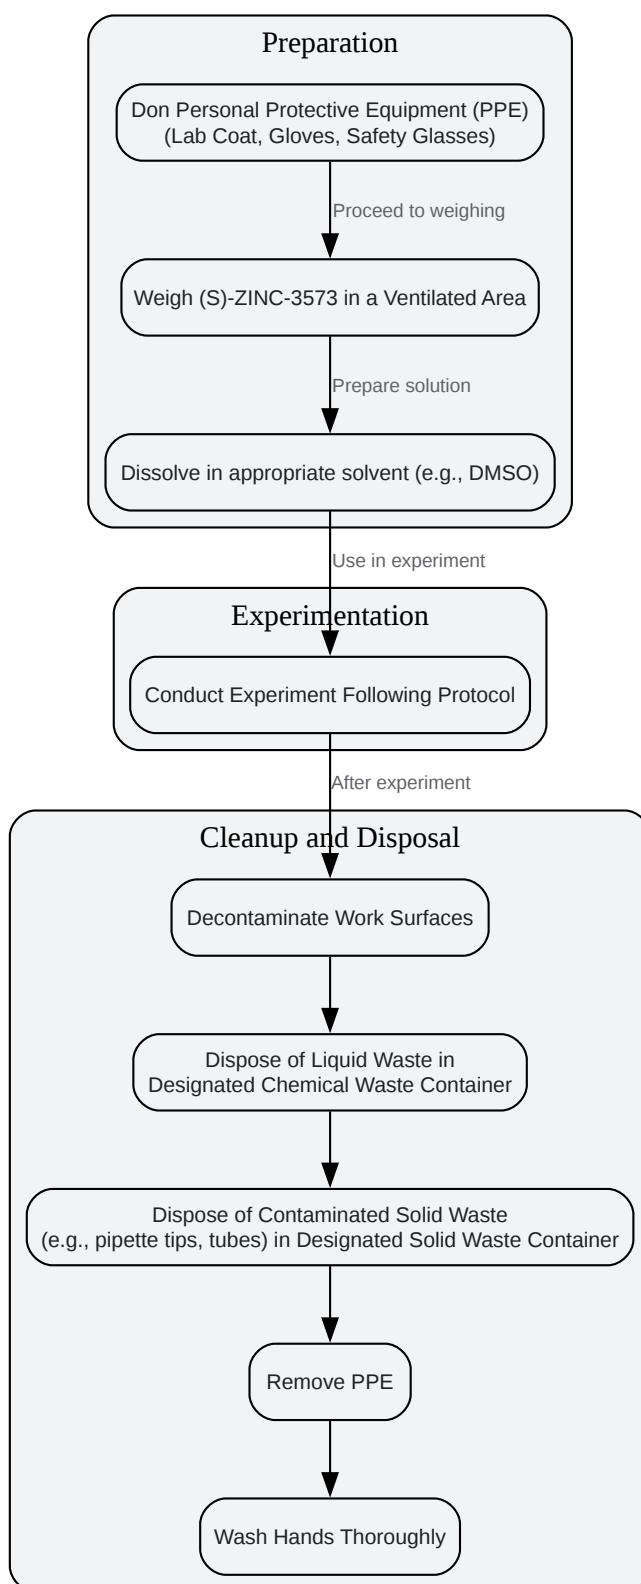 Preparation
Don Personal Protective Equipment (PPE)
(Lab Coat, Gloves, Safety Glasses)
Proceed to weighing
Weigh (S)-ZINC-3573 in a Ventilated Area
Prepare solution
Dissolve in appropriate solvent (e.g., DMSO)
Use in experiment
Experimentation
Conduct Experiment Following Protocol
After experiment
Cleanup and Disposal
Decontaminate Work Surfaces
Dispose of Liquid Waste in
Designated Chemical Waste Container
Dispose of Contaminated Solid Waste
(e.g., pipette tips, tubes) in Designated Solid Waste Container
Remove PPE
Wash Hands Thoroughly